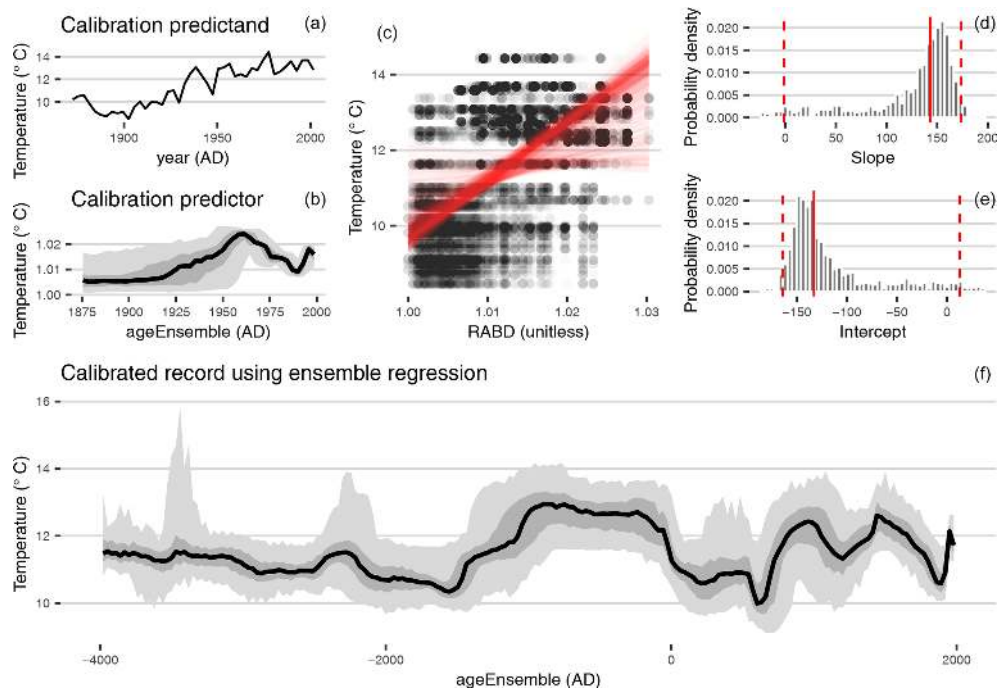 Calibration predictand
(a)
Temperature (° C)
14
12
10
1900
1950
2000
year (AD)
Calibration predictor
(b)
Temperature (° C)
1.02
1.01
1.00
1875
1900
1925
1950
1975
2000
ageEnsemble (AD)
(c)
Temperature (° C)
14
12
10
1.00
1.01
1.02
1.03
RABD (unitless)
(d)
Probability density
0.020
0.015
0.010
0.005
0.000
0
50
100
150
200
Slope
(e)
Probability density
0.020
0.015
0.010
0.005
0.000
−150
−100
−50
0
Intercept
Calibrated record using ensemble regression
(f)
Temperature (° C)
16
14
12
10
−4000
−2000
0
2000
ageEnsemble (AD)